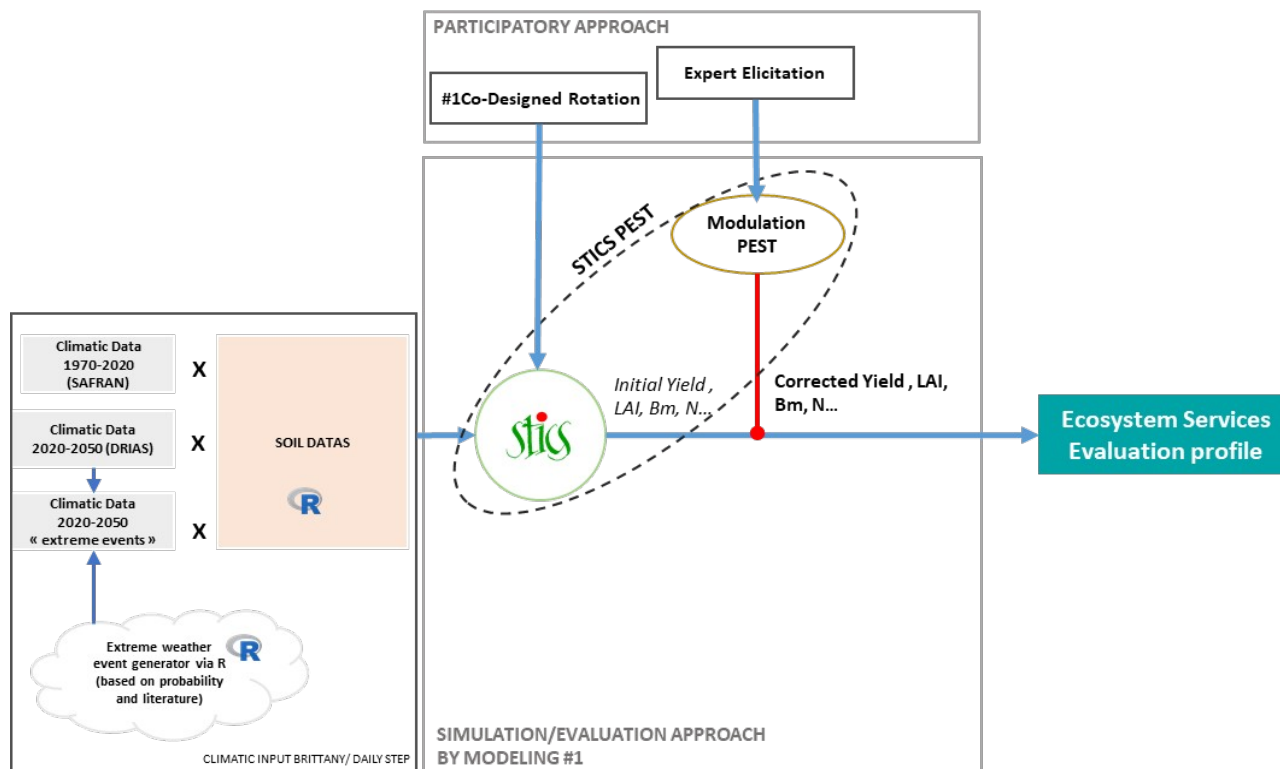 PARTICIPATORY APPROACH
#1Co-Designed Rotation
Expert Elicitation
STICS PEST
Modulation
PEST
Climatic Data
1970-2020
(SAFRAN)
X
Climatic Data
2020-2050 (DRIAS)
X
Climatic Data
2020-2050
« extreme events »
X
SOIL DATAS
R
stics
Initial Yield ,
LAI, Bm, N...
Corrected Yield , LAI,
Bm, N...
Ecosystem Services
Evaluation profile
Extreme weather
event generator via R
(based on probability
and literature)
R
CLIMATIC INPUT BRITTANY/ DAILY STEP
SIMULATION/EVALUATION APPROACH
BY MODELING #1